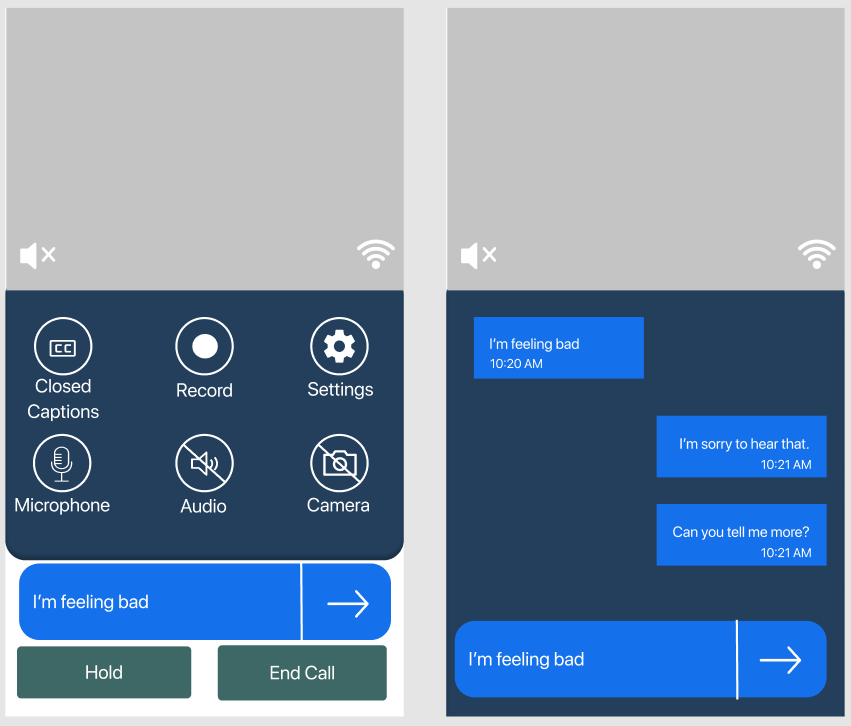 CC
Closed
Captions
Record
Settings
Microphone
Audio
Camera
I'm feeling bad
Hold
End Call
I'm feeling bad
10:20 AM
I'm sorry to hear that.
10:21 AM
Can you tell me more?
10:21 AM
I'm feeling bad